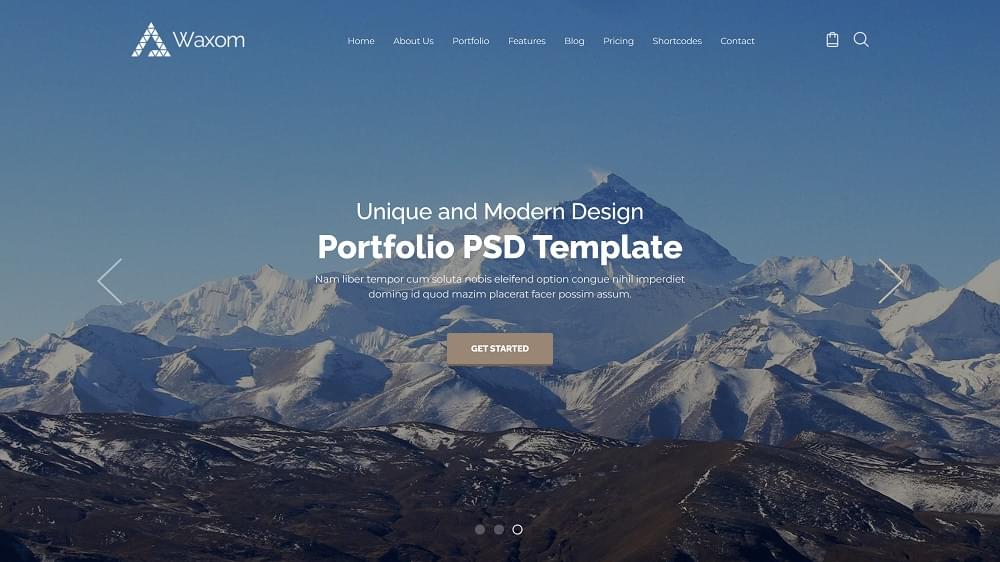 Waxom
Home About Us Portfolio Features Blog Pricing Shortcodes Contact
Unique and Modern Design
Portfolio PSD Template
Nam liber tempor cum soluta nobis eleifend option congue nihil imperdiet
doming id quod mazim placerat facer possim assum.
GET STARTED